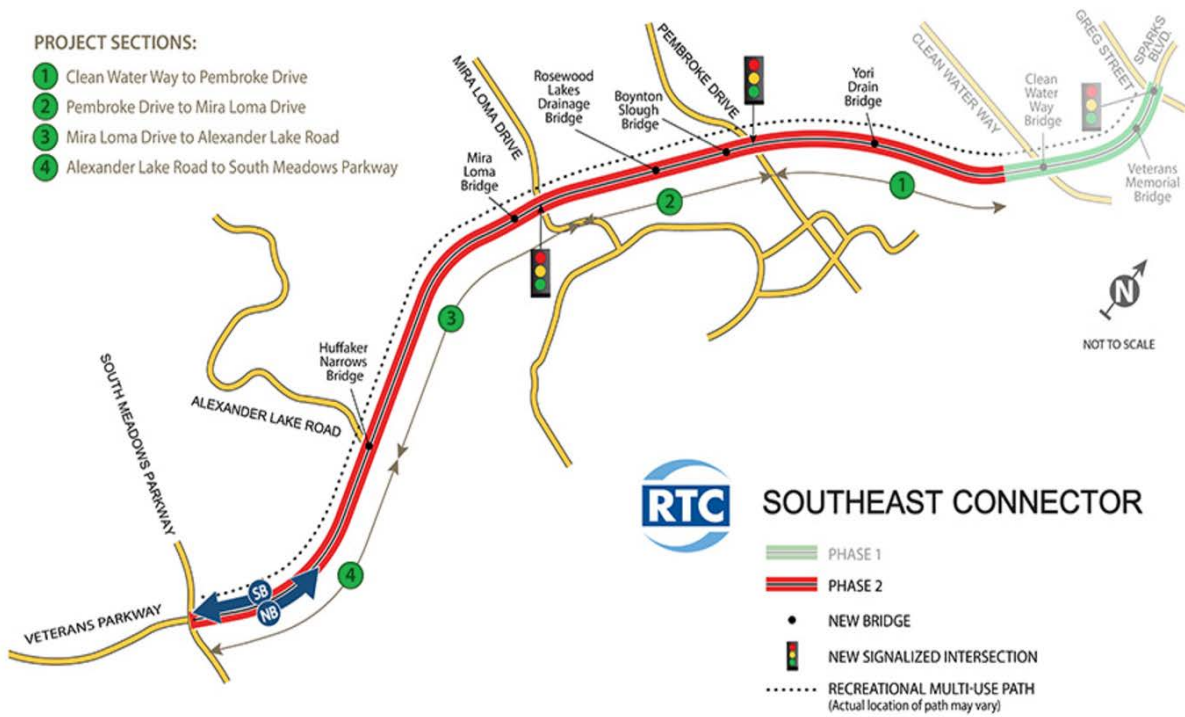 PROJECT SECTIONS:
1 Clean Water Way to Pembroke Drive
2 Pembroke Drive to Mira Loma Drive
3 Mira Loma Drive to Alexander Lake Road
4 Alexander Lake Road to South Meadows Parkway
MIRA LOMA DRIVE
Rosewood
Lakes
Drainage
Bridge
PEMBROKE DRIVE
Boynton
Slough
Bridge
Yori
Drain
Bridge
CLEAN WATER WAY
Clean
Water
Way
Bridge
GREG STREET
SPARKS
BLVD.
Veterans
Memorial
Bridge
Mira
Loma
Bridge
1
2
3
4
N
NOT TO SCALE
Huffaker
Narrows
Bridge
ALEXANDER LAKE ROAD
SOUTH MEADOWS PARKWAY
SB
NB
VETERANS PARKWAY
RTC
SOUTHEAST CONNECTOR
PHASE 1
PHASE 2
NEW BRIDGE
NEW SIGNALIZED INTERSECTION
RECREATIONAL MULTI-USE PATH
(Actual location of path may vary)